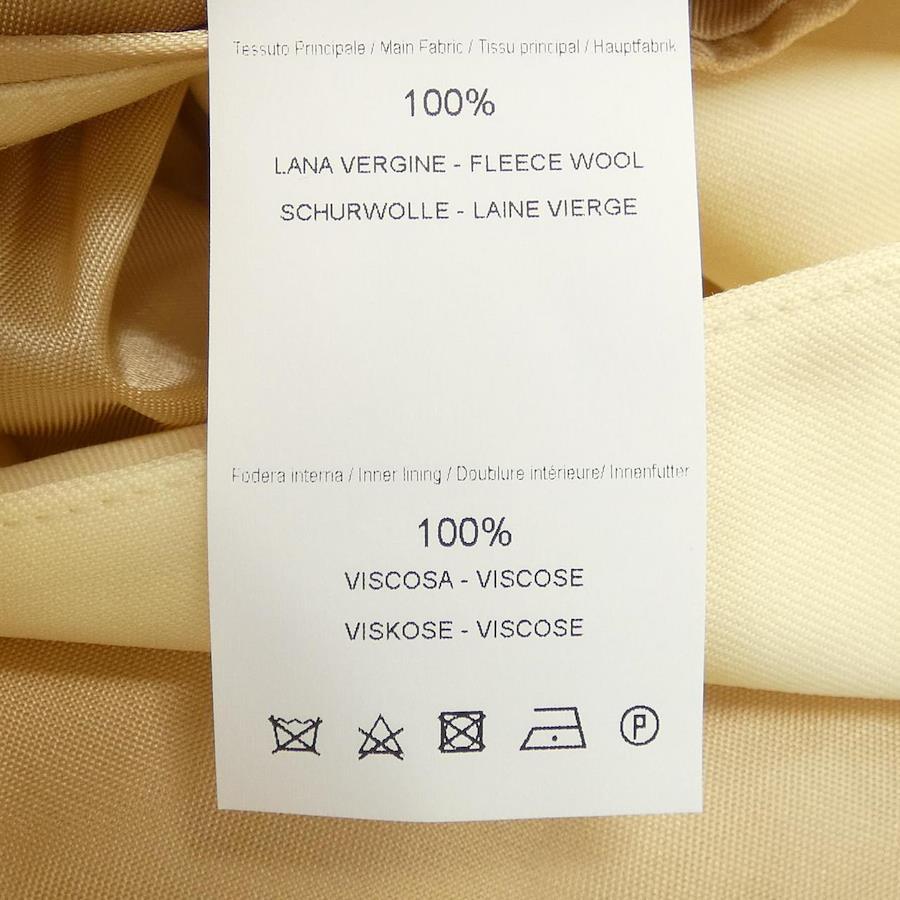 Tessuto Principale / Main Fabric / Tissu principal / Hauptfabrik
100%
LANA VERGINE - FLEECE WOOL
SCHURWOLLE - LAINE VIERGE
Fodera interna / Inner lining / Doublure intérieure/ Innenfutter
100%
VISCOSA - VISCOSE
VISKOSE - VISCOSE
P